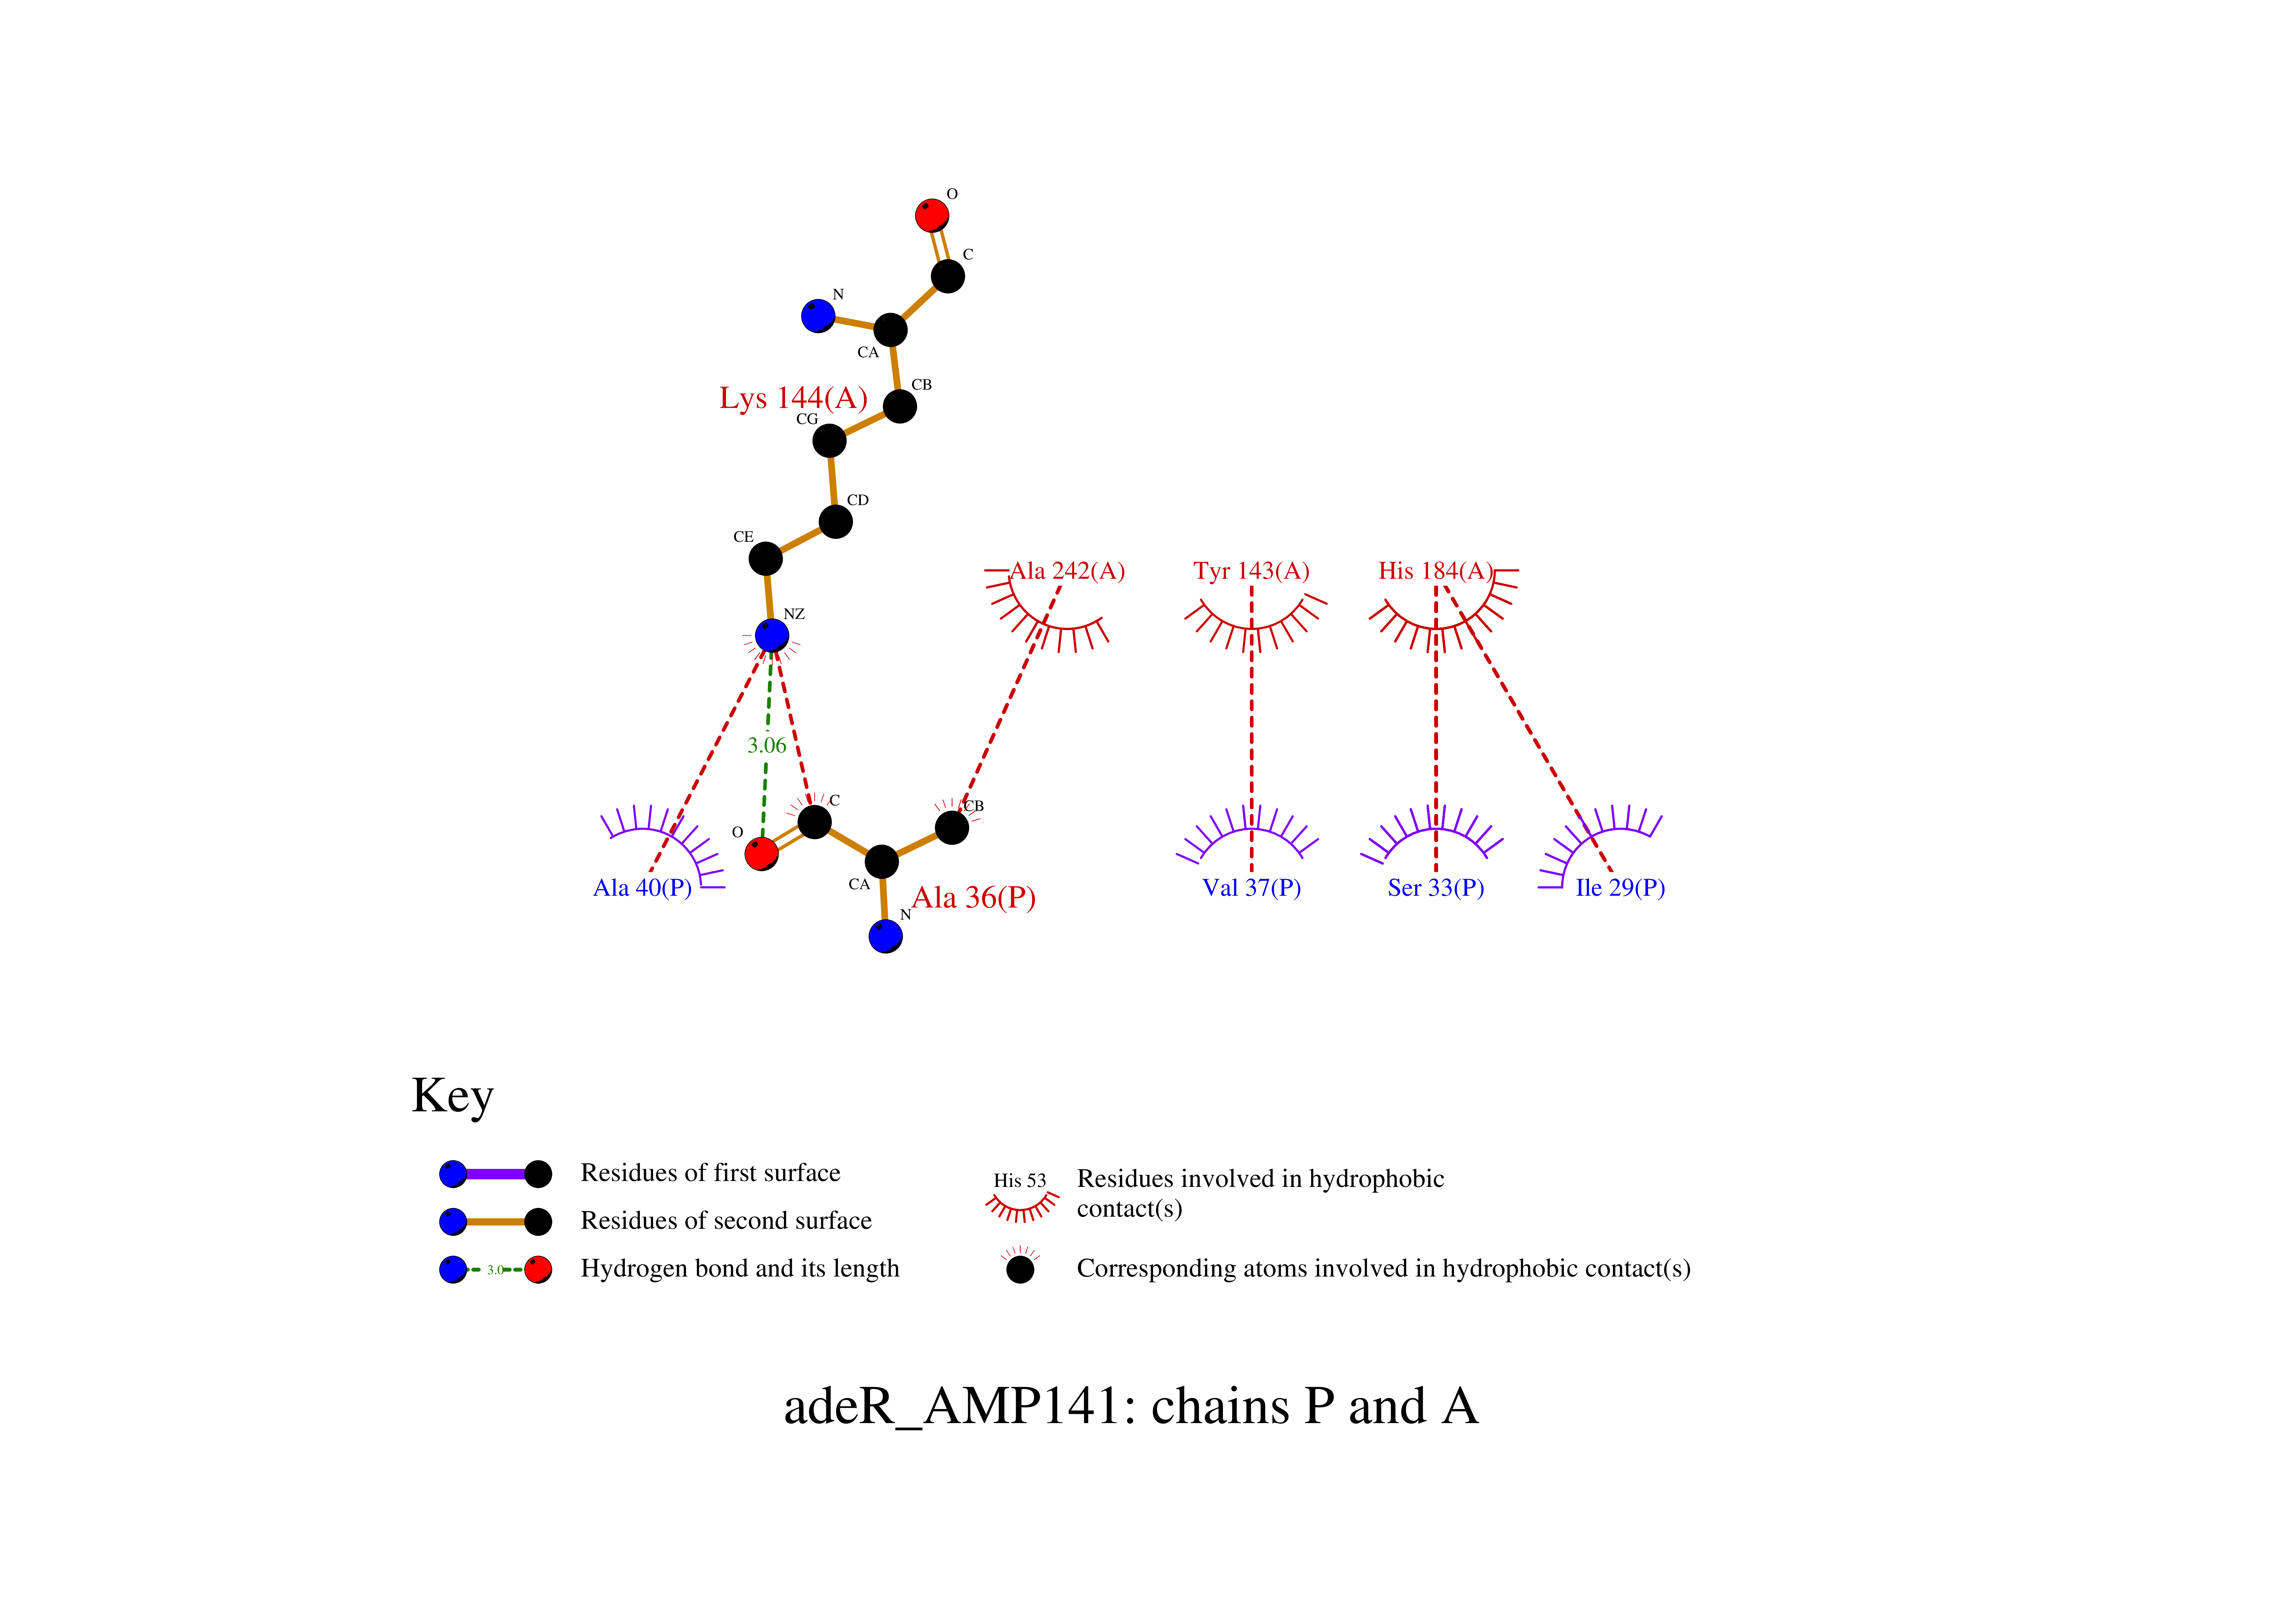 O
C
N
CA
CB
Lys 144(A)
CG
CD
CE
NZ
Ala 242(A) Tyr 143(A) His 184(A)
3.06
C
CB
O
CA
Ala 40(P) Ala 36(P) Val 37(P) Ser 33(P) Ile 29(P)
N
Key
Residues of first surface
Residues of second surface
3.0 Hydrogen bond and its length
His 53 Residues involved in hydrophobic
contact(s)
Corresponding atoms involved in hydrophobic contact(s)
adeR_AMP141: chains P and A